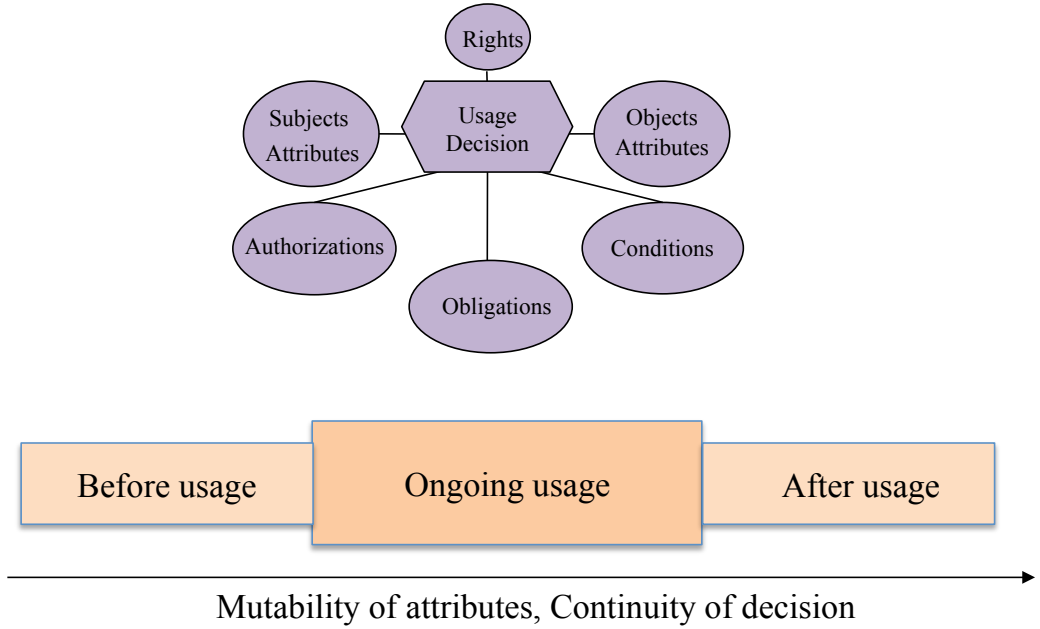 Rights
Subjects
Attributes
Usage
Decision
Objects
Attributes
Authorizations
Obligations
Conditions
Before usage
Ongoing usage
After usage
Mutability of attributes, Continuity of decision